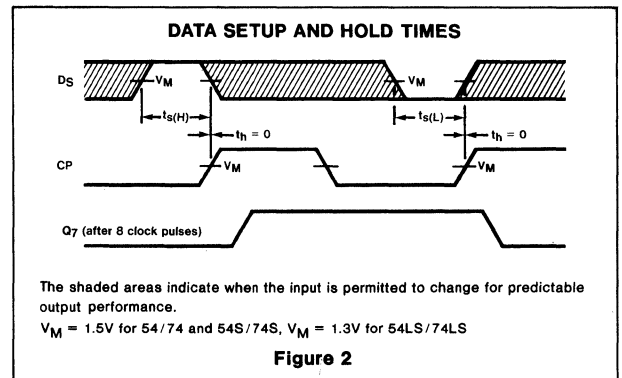 DATA SETUP AND HOLD TIMES
DS VM VM
ts(H) ts(L)
th = 0 th = 0
CP VM VM
Q7 (after 8 clock pulses)
The shaded areas indicate when the input is permitted to change for predictable
output performance.
VM = 1.5V for 54/74 and 54S/74S, VM = 1.3V for 54LS/74LS
Figure 2